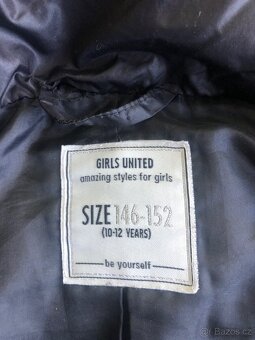 GIRLS UNITED
amazing styles for girls
SIZE 146-152
(10-12 YEARS)
be yourself
Bazos.cz